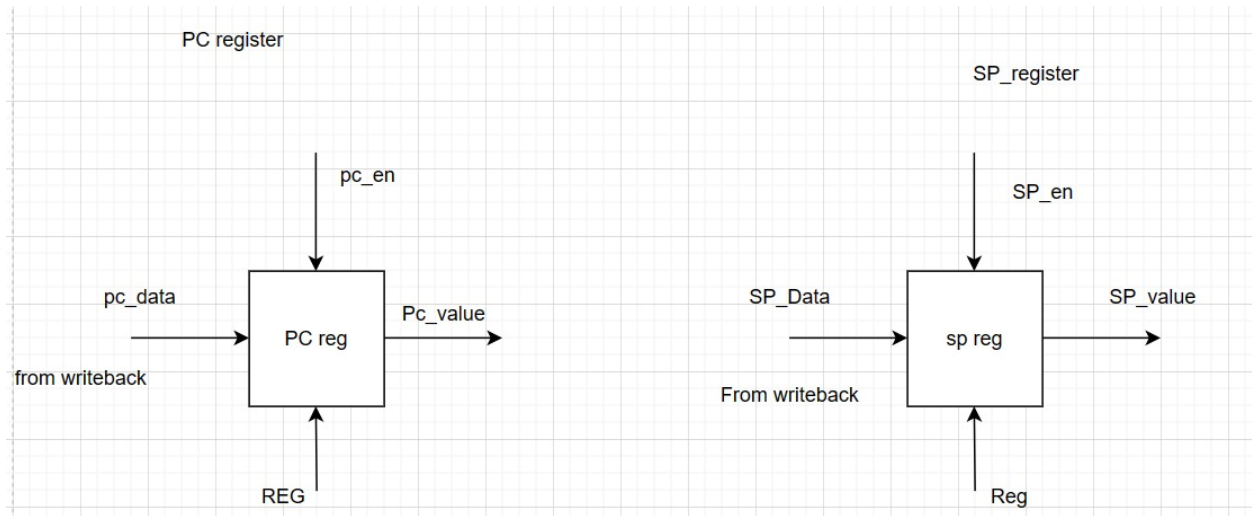 PC register
pc_en
pc_data
PC reg
Pc_value
from writeback
REG
SP_register
SP_en
SP_Data
sp reg
SP_value
From writeback
Reg